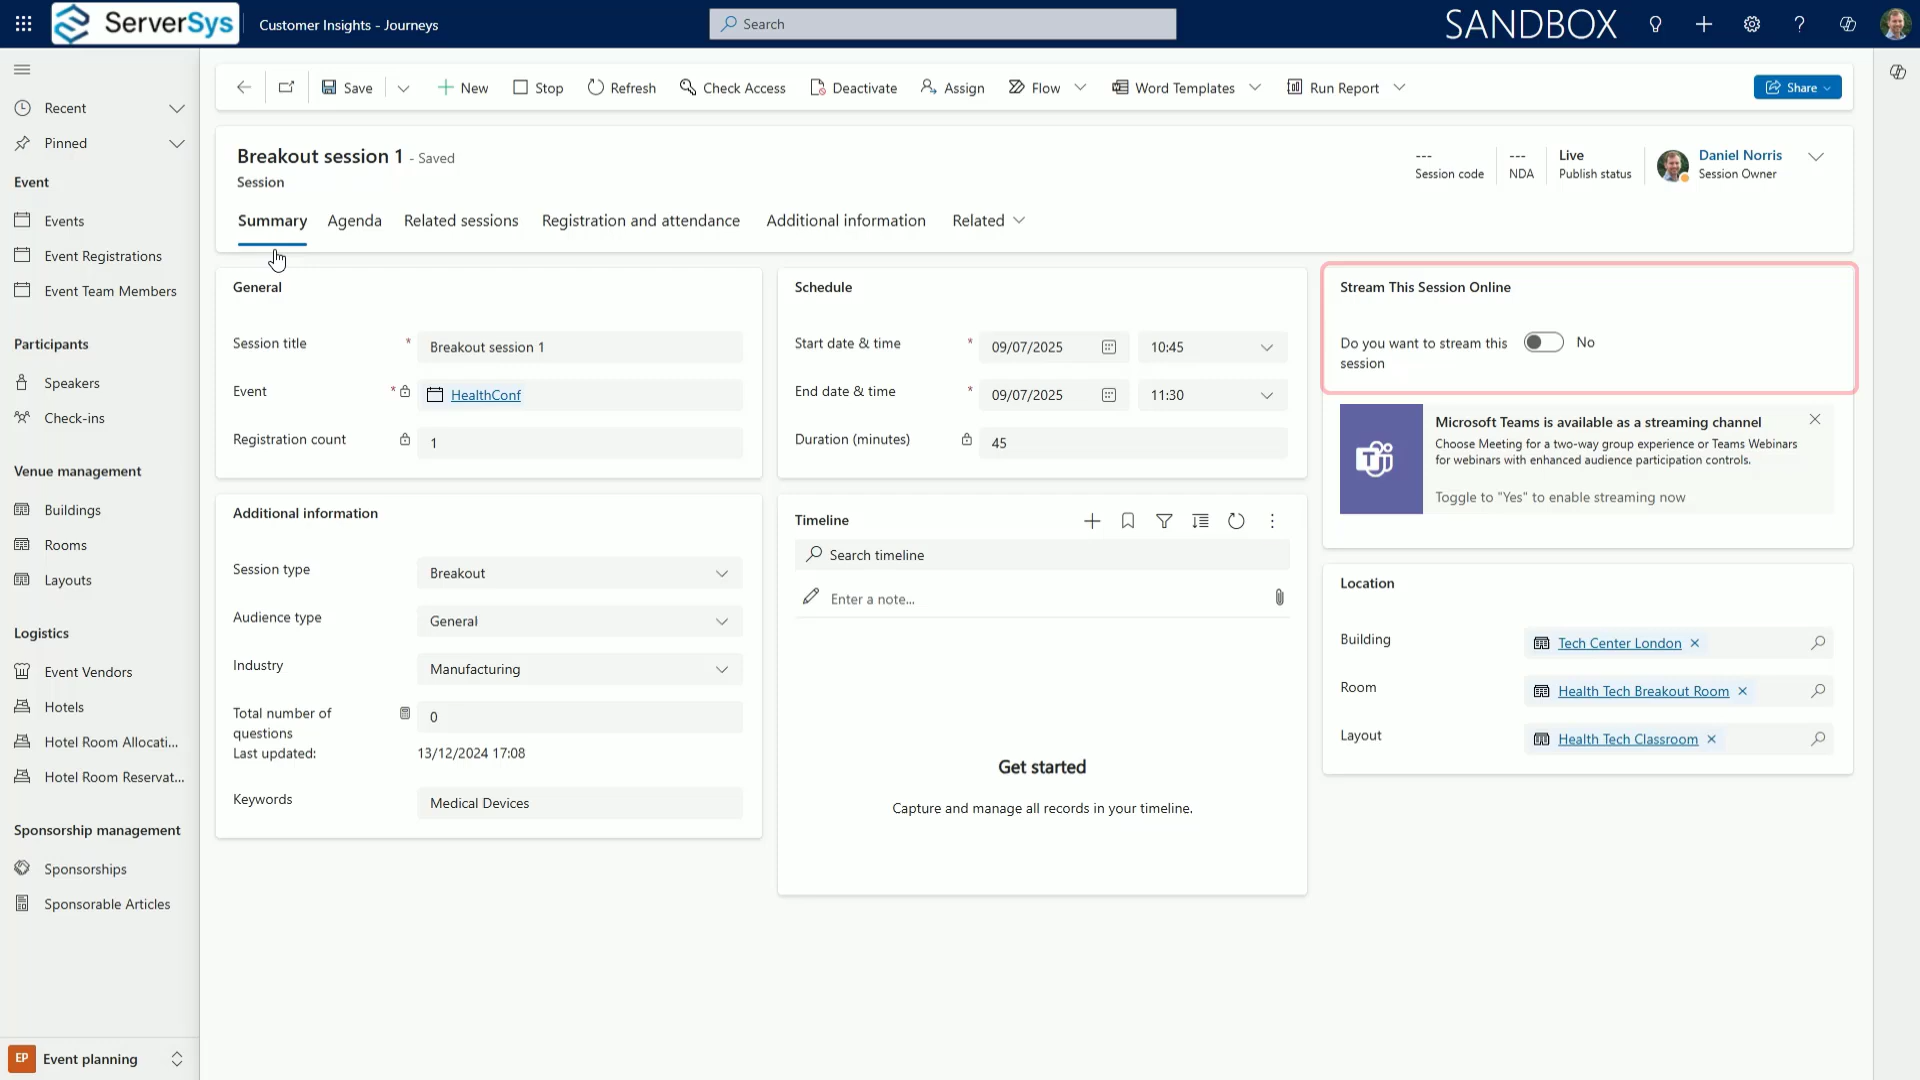 ServerSys
Customer Insights - Journeys
Search
SANDBOX
Recent
Pinned
Event
Events
Event Registrations
Event Team Members
Participants
Speakers
Check-ins
Venue management
Buildings
Rooms
Layouts
Logistics
Event Vendors
Hotels
Hotel Room Allocati...
Hotel Room Reservat...
Sponsorship management
Sponsorships
Sponsorable Articles
EP Event planning
Save
New
Stop
Refresh
Check Access
Deactivate
Assign
Flow
Word Templates
Run Report
Share
Breakout session 1 - Saved
Session
---
Session code
---
NDA
Live
Publish status
Daniel Norris
Session Owner
Summary
Agenda
Related sessions
Registration and attendance
Additional information
Related
General
Session title * Breakout session 1
Event * HealthConf
Registration count 1
Additional information
Session type Breakout
Audience type General
Industry Manufacturing
Total number of
questions
0
Last updated: 13/12/2024 17:08
Keywords Medical Devices
Schedule
Start date & time * 09/07/2025 10:45
End date & time * 09/07/2025 11:30
Duration (minutes) 45
Timeline
Search timeline
Enter a note...
Get started
Capture and manage all records in your timeline.
Stream This Session Online
Do you want to stream this
session
No
Microsoft Teams is available as a streaming channel
Choose Meeting for a two-way group experience or Teams Webinars
for webinars with enhanced audience participation controls.
Toggle to "Yes" to enable streaming now
Location
Building Tech Center London
Room Health Tech Breakout Room
Layout Health Tech Classroom